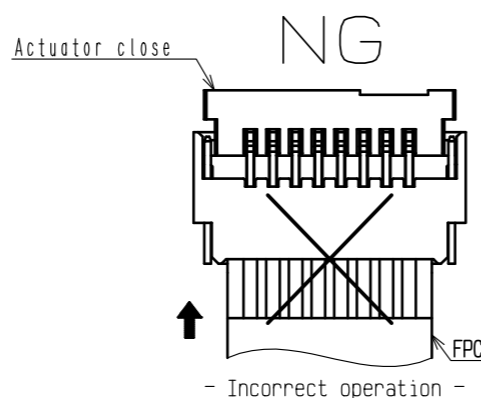 NG
Actuator close
FPC
- Incorrect operation -